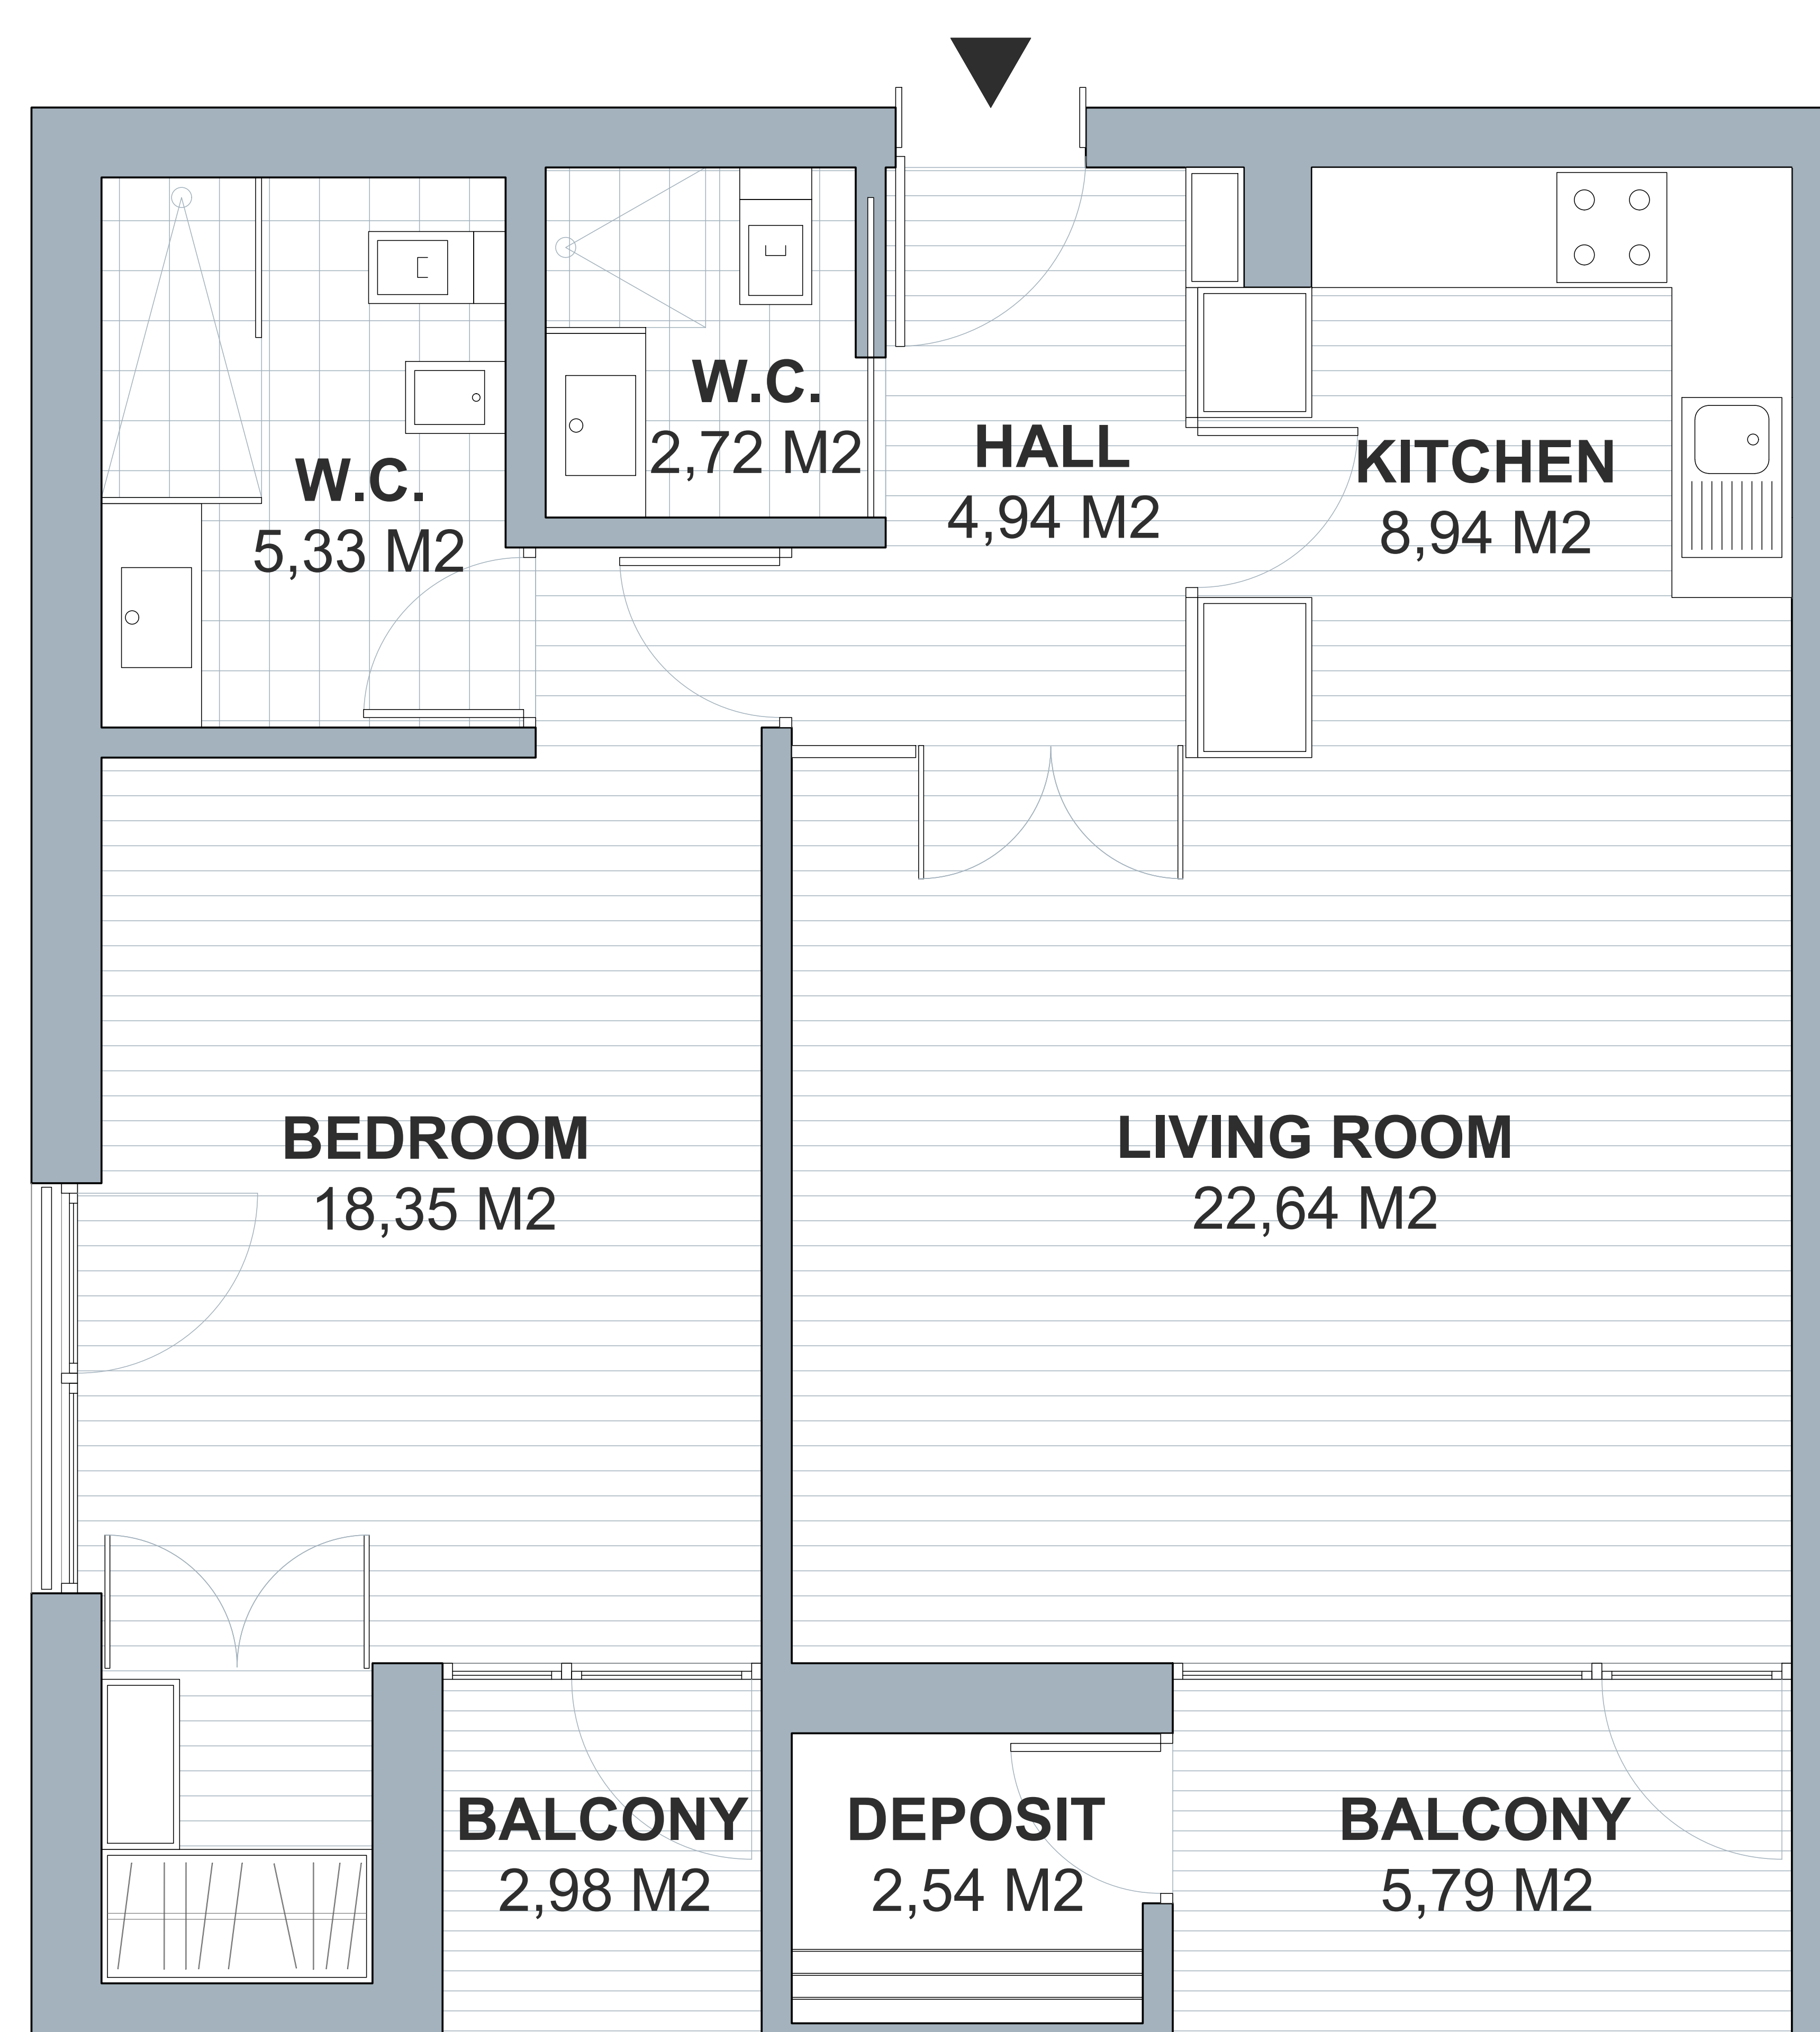 W.C.
2,72 M2
HALL
4,94 M2
KITCHEN
8,94 M2
W.C.
5,33 M2
BEDROOM
18,35 M2
LIVING ROOM
22,64 M2
BALCONY
2,98 M2
DEPOSIT
2,54 M2
BALCONY
5,79 M2